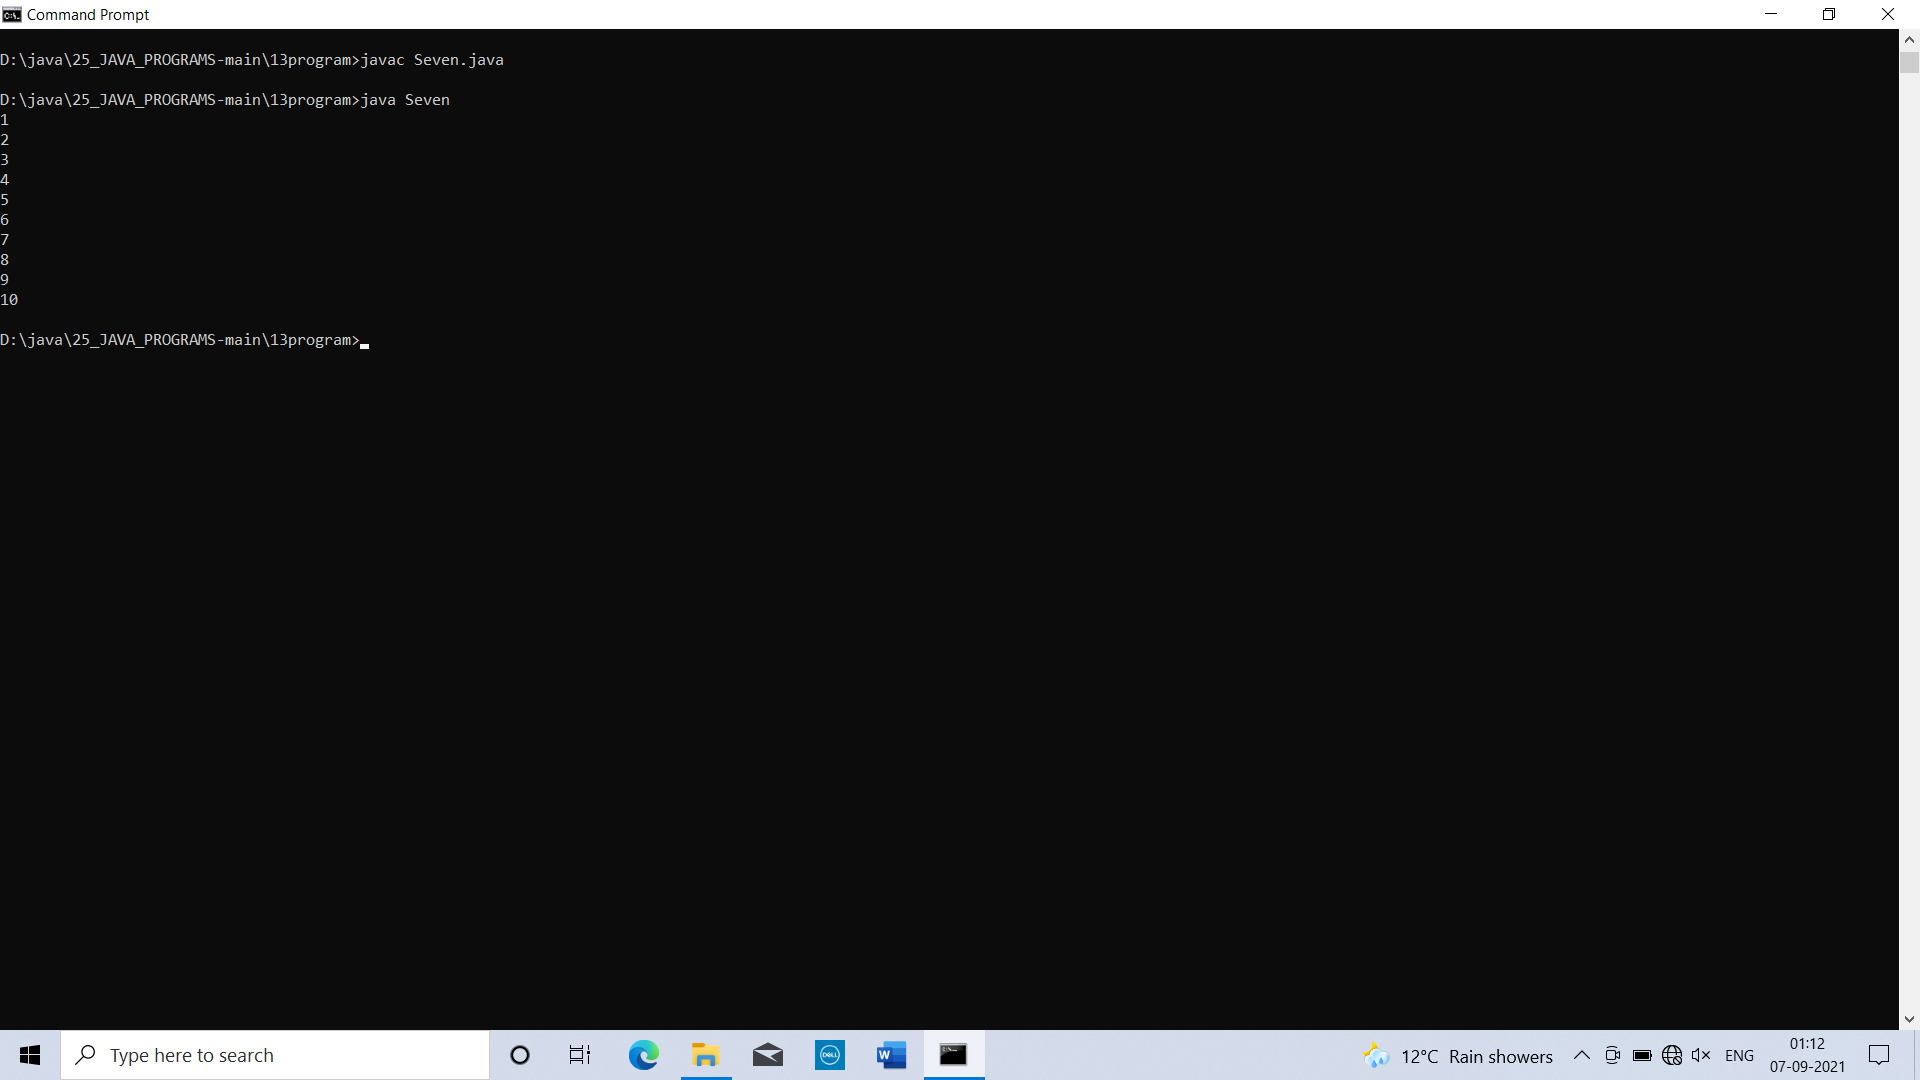 Command Prompt
D:\java\25_JAVA_PROGRAMS-main\13program>javac Seven.java
D:\java\25_JAVA_PROGRAMS-main\13program>java Seven
1
2
3
4
5
6
7
8
9
10
D:\java\25_JAVA_PROGRAMS-main\13program>
Type here to search
DELL
W
12°C Rain showers
ENG
01:12
07-09-2021